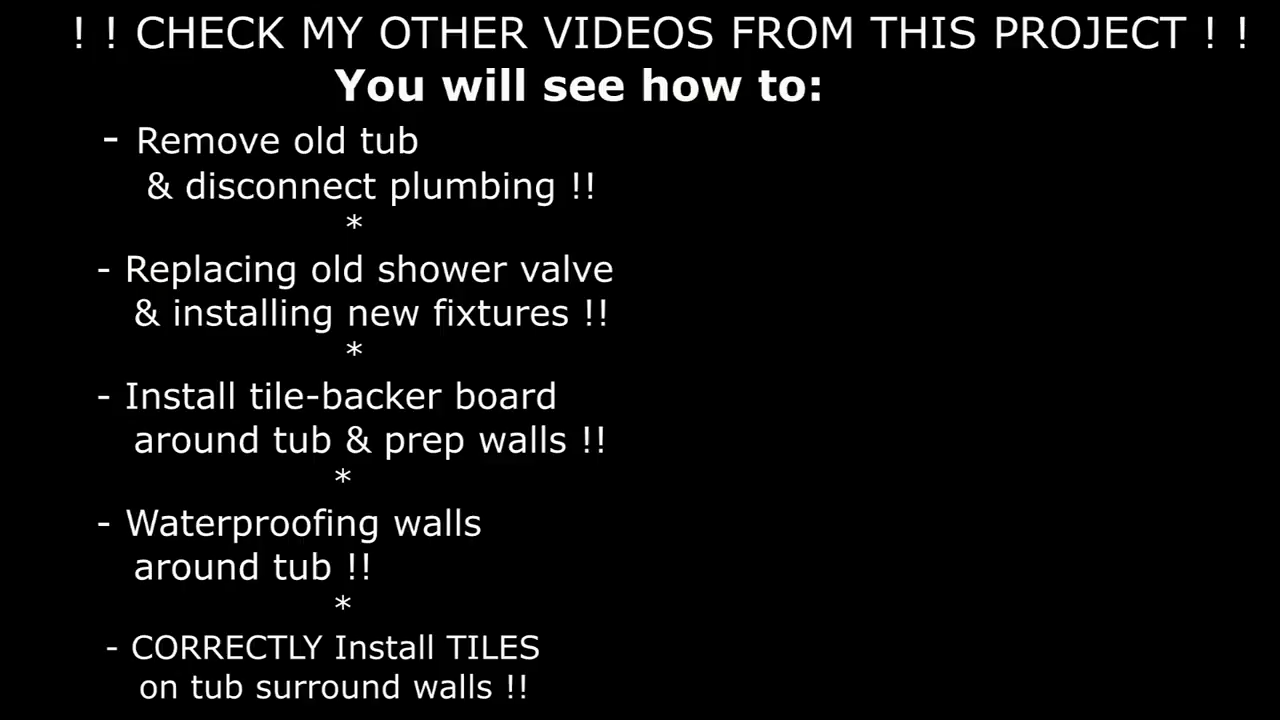 ! ! CHECK MY OTHER VIDEOS FROM THIS PROJECT ! !
You will see how to:
- Remove old tub
& disconnect plumbing !!
*
- Replacing old shower valve
& installing new fixtures !!
*
- Install tile-backer board
around tub & prep walls !!
*
- Waterproofing walls
around tub !!
*
- CORRECTLY Install TILES
on tub surround walls !!